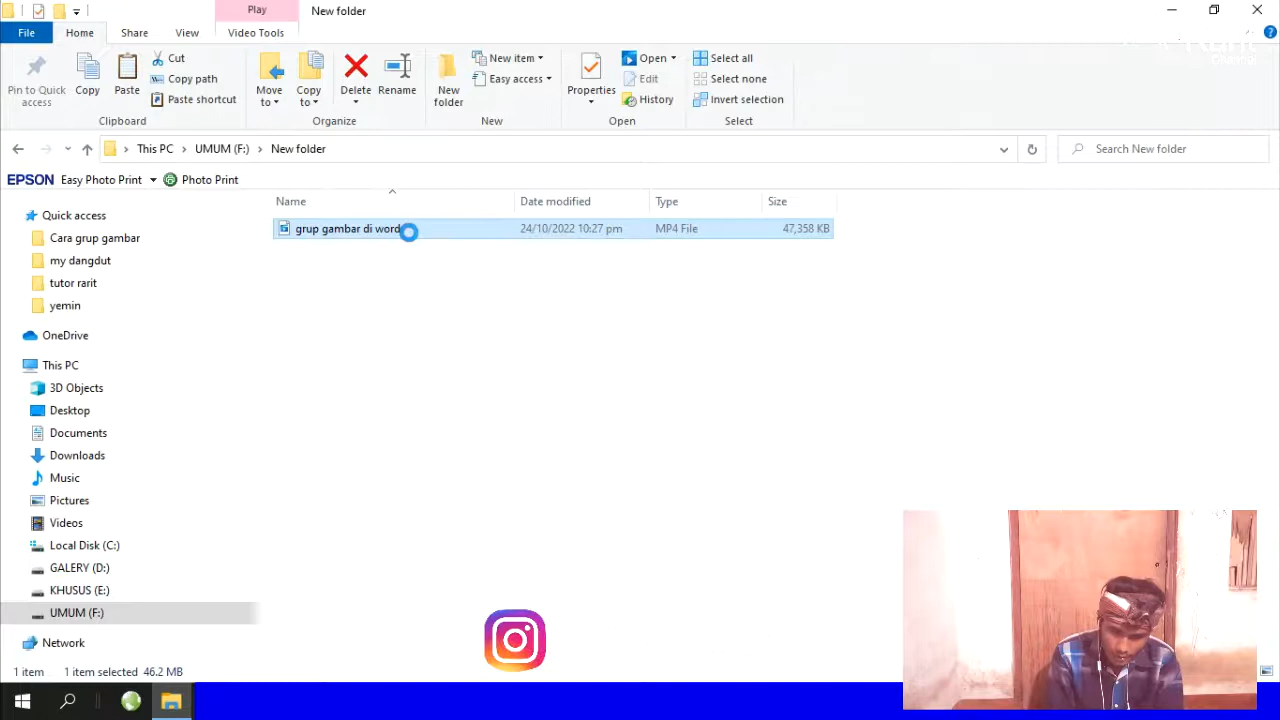 Play
New folder
File
Home
Share
View
Video Tools
Pin to Quick access
Copy
Paste
Cut
Copy path
Paste shortcut
Clipboard
Move to
Copy to
Delete
Rename
Organize
New folder
New item
Easy access
New
Properties
Open
Edit
History
Open
Select all
Select none
Invert selection
Select
This PC
UMUM (F:)
New folder
Search New folder
EPSON Easy Photo Print Photo Print
Name Date modified Type Size
grup gambar di word 24/10/2022 10:27 pm MP4 File 47,358 KB
Quick access
Cara grup gambar
my dangdut
tutor rarit
yemin
OneDrive
This PC
3D Objects
Desktop
Documents
Downloads
Music
Pictures
Videos
Local Disk (C:)
GALERY (D:)
KHUSUS (E:)
UMUM (F:)
Network
1 item 1 item selected 46.2 MB